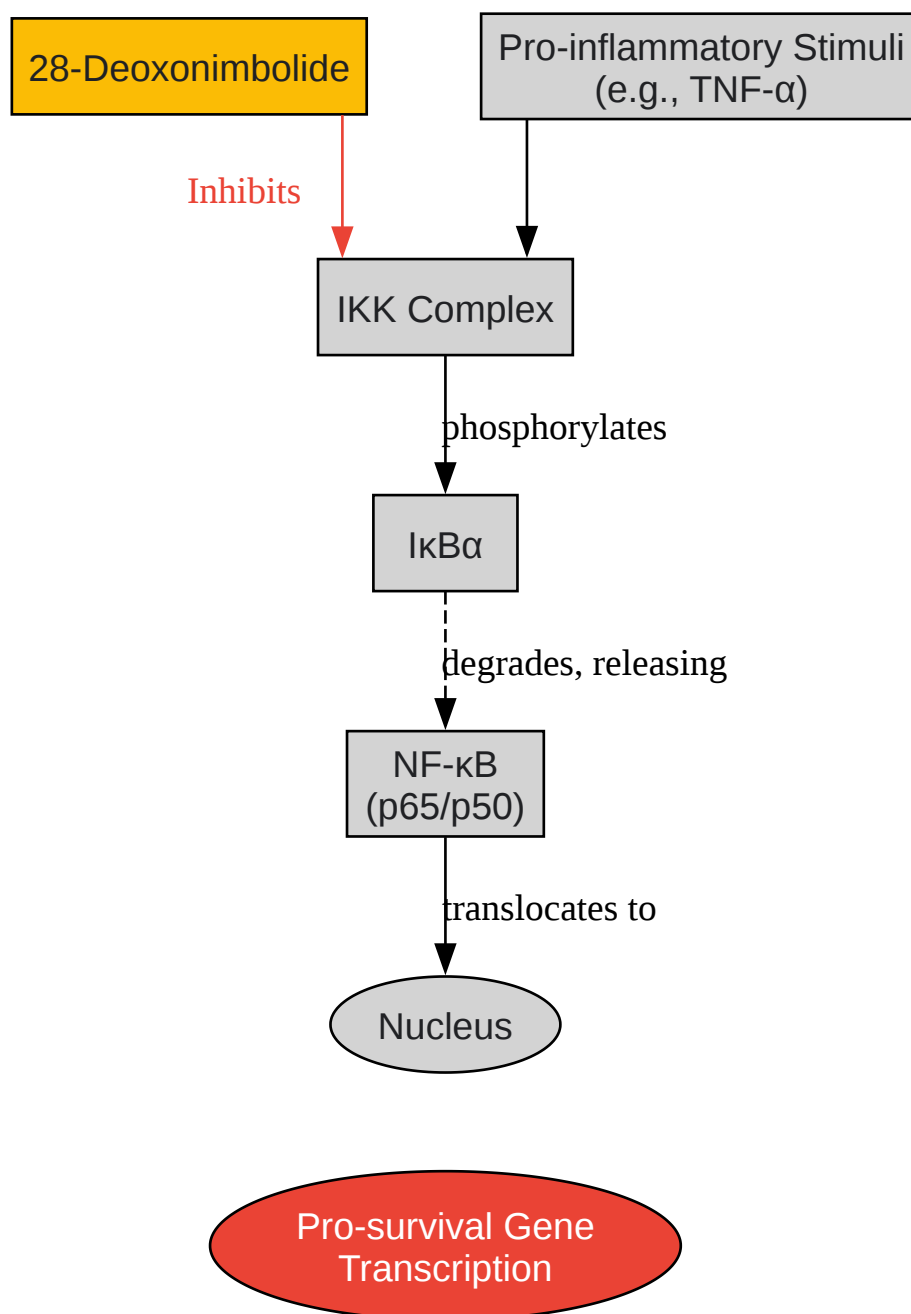 28-Deoxonimbolide
Pro-inflammatory Stimuli
(e.g., TNF-α)
Inhibits
IKK Complex
phosphorylates
IκBα
degrades, releasing
NF-κB
(p65/p50)
translocates to
Nucleus
Pro-survival Gene
Transcription